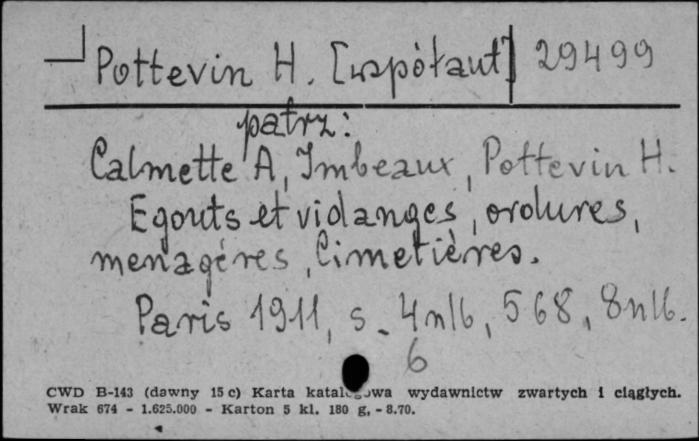 Pottevin H. [współaut] 29499
patrz:
Calmette A, Imbeaux, Pottevin H.
Egouts et vidanges, ordures,
menagéres, Cimetières.
Paris 1911, s. 4nlb, 568, 8nlb.
6
CWD B-143 (dawny 15 c) Karta katalogowa wydawnictw zwartych i ciągłych.
Wrak 674 - 1.625.000 - Karton 5 kl. 180 g, - 8.70.